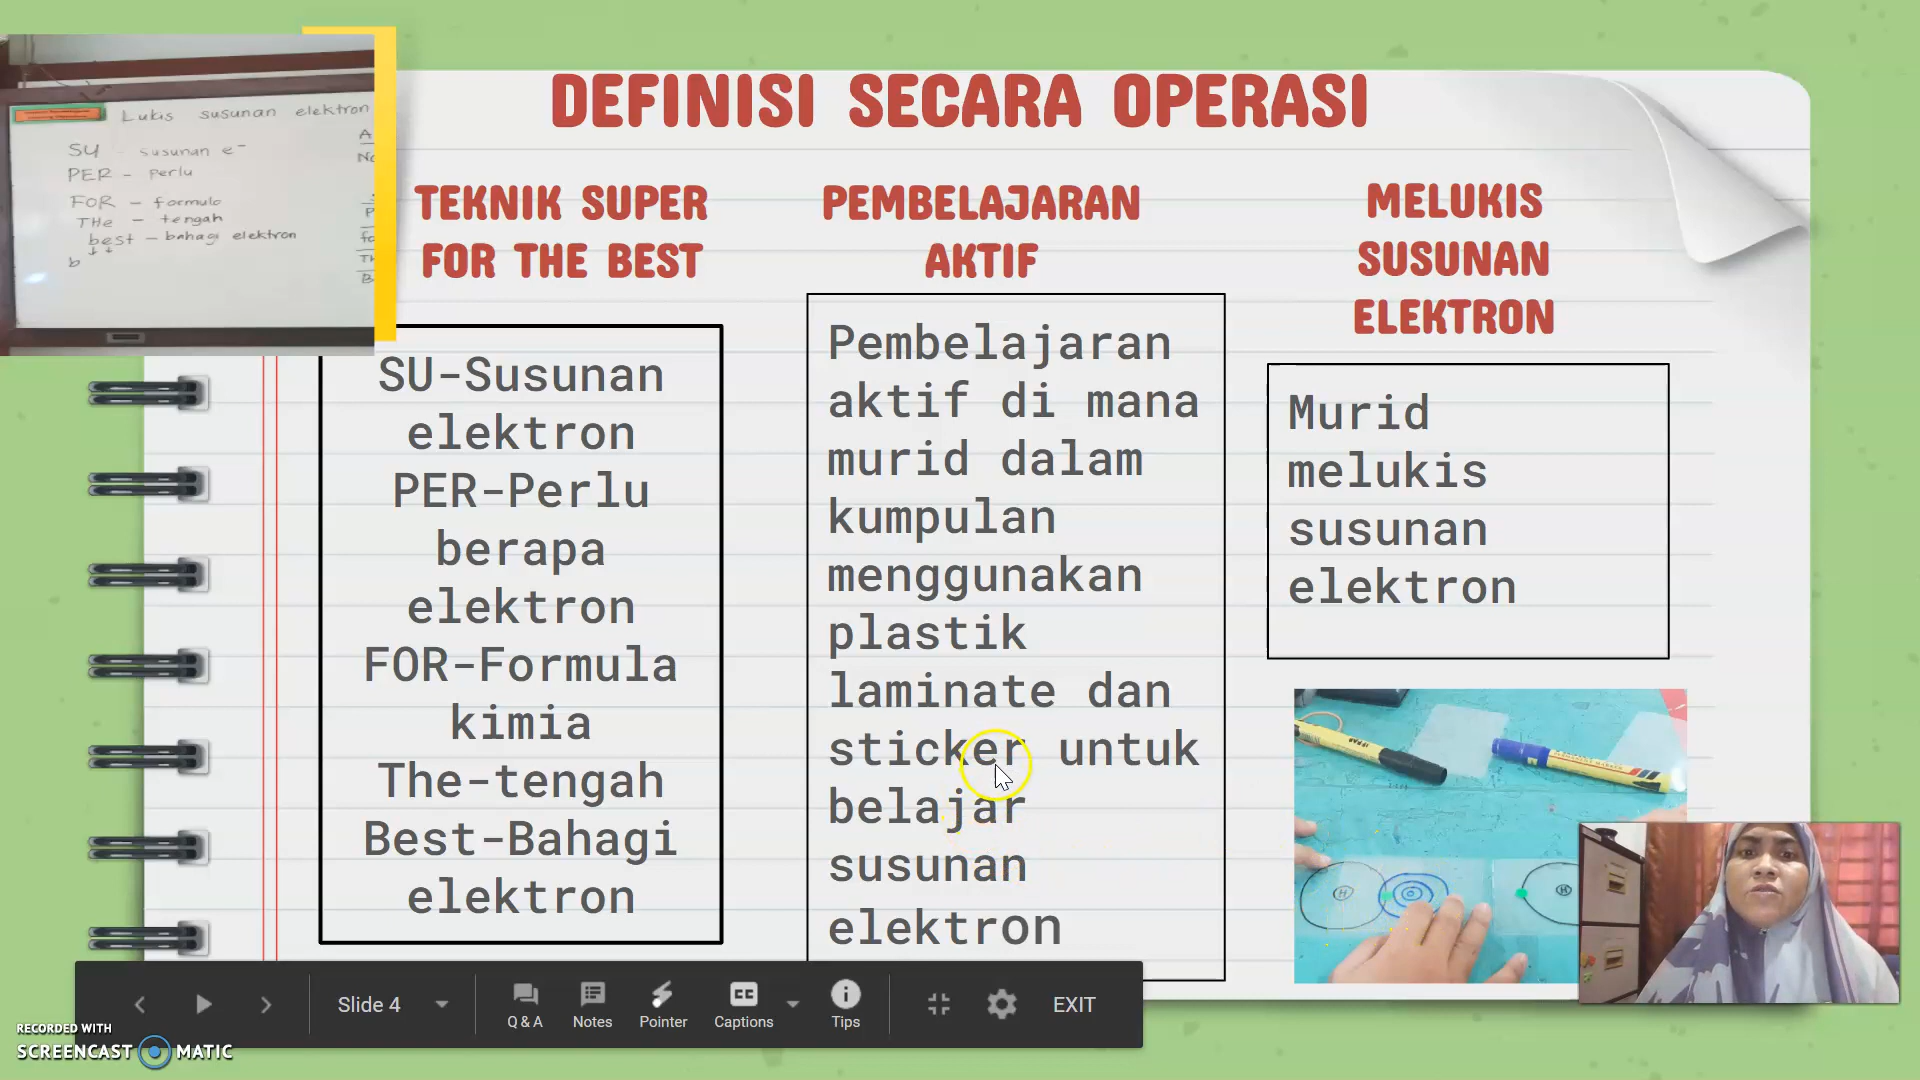 DEFINISI SECARA OPERASI
Lukis susunan elektron
SU - susunan e⁻
PER - perlu
FOR - formula
THe - tengah
best - bahagi elektron
b
TEKNIK SUPER
FOR THE BEST
SU-Susunan
elektron
PER-Perlu
berapa
elektron
FOR-Formula
kimia
The-tengah
Best-Bahagi
elektron
PEMBELAJARAN
AKTIF
Pembelajaran
aktif di mana
murid dalam
kumpulan
menggunakan
plastik
laminate dan
sticker untuk
belajar
susunan
elektron
MELUKIS
SUSUNAN
ELEKTRON
Murid
melukis
susunan
elektron
H
H
Slide 4
Q & A
Notes
Pointer
CC
Captions
Tips
EXIT
RECORDED WITH
SCREENCAST MATIC